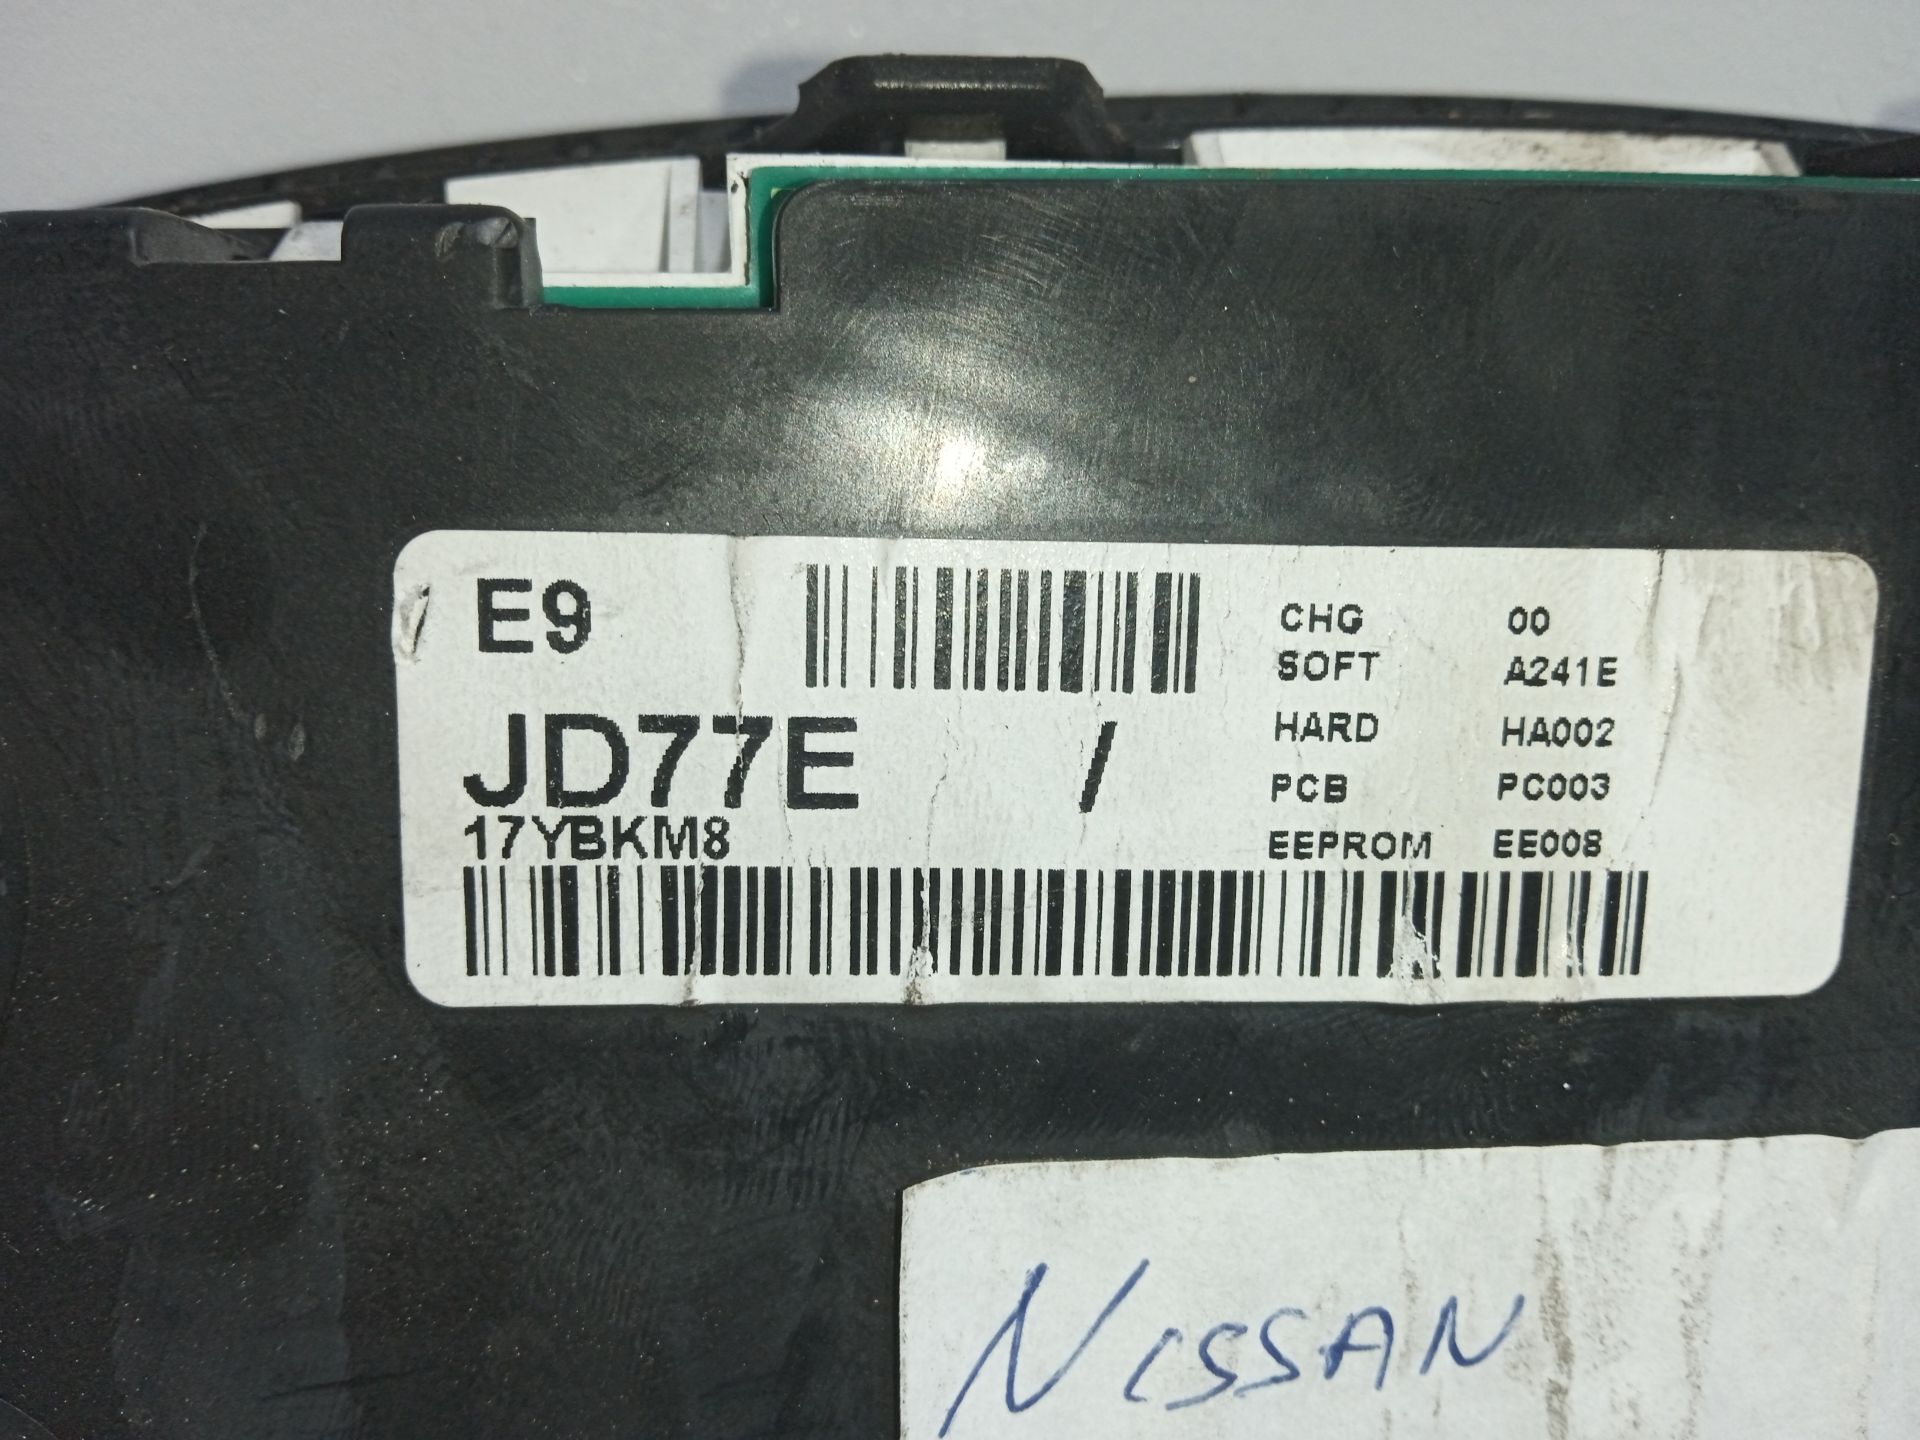 E9
CHG 00
SOFT A241E
JD77E /
HARD HA002
PCB PC003
17YBKM8
EEPROM EE008
NISSAN